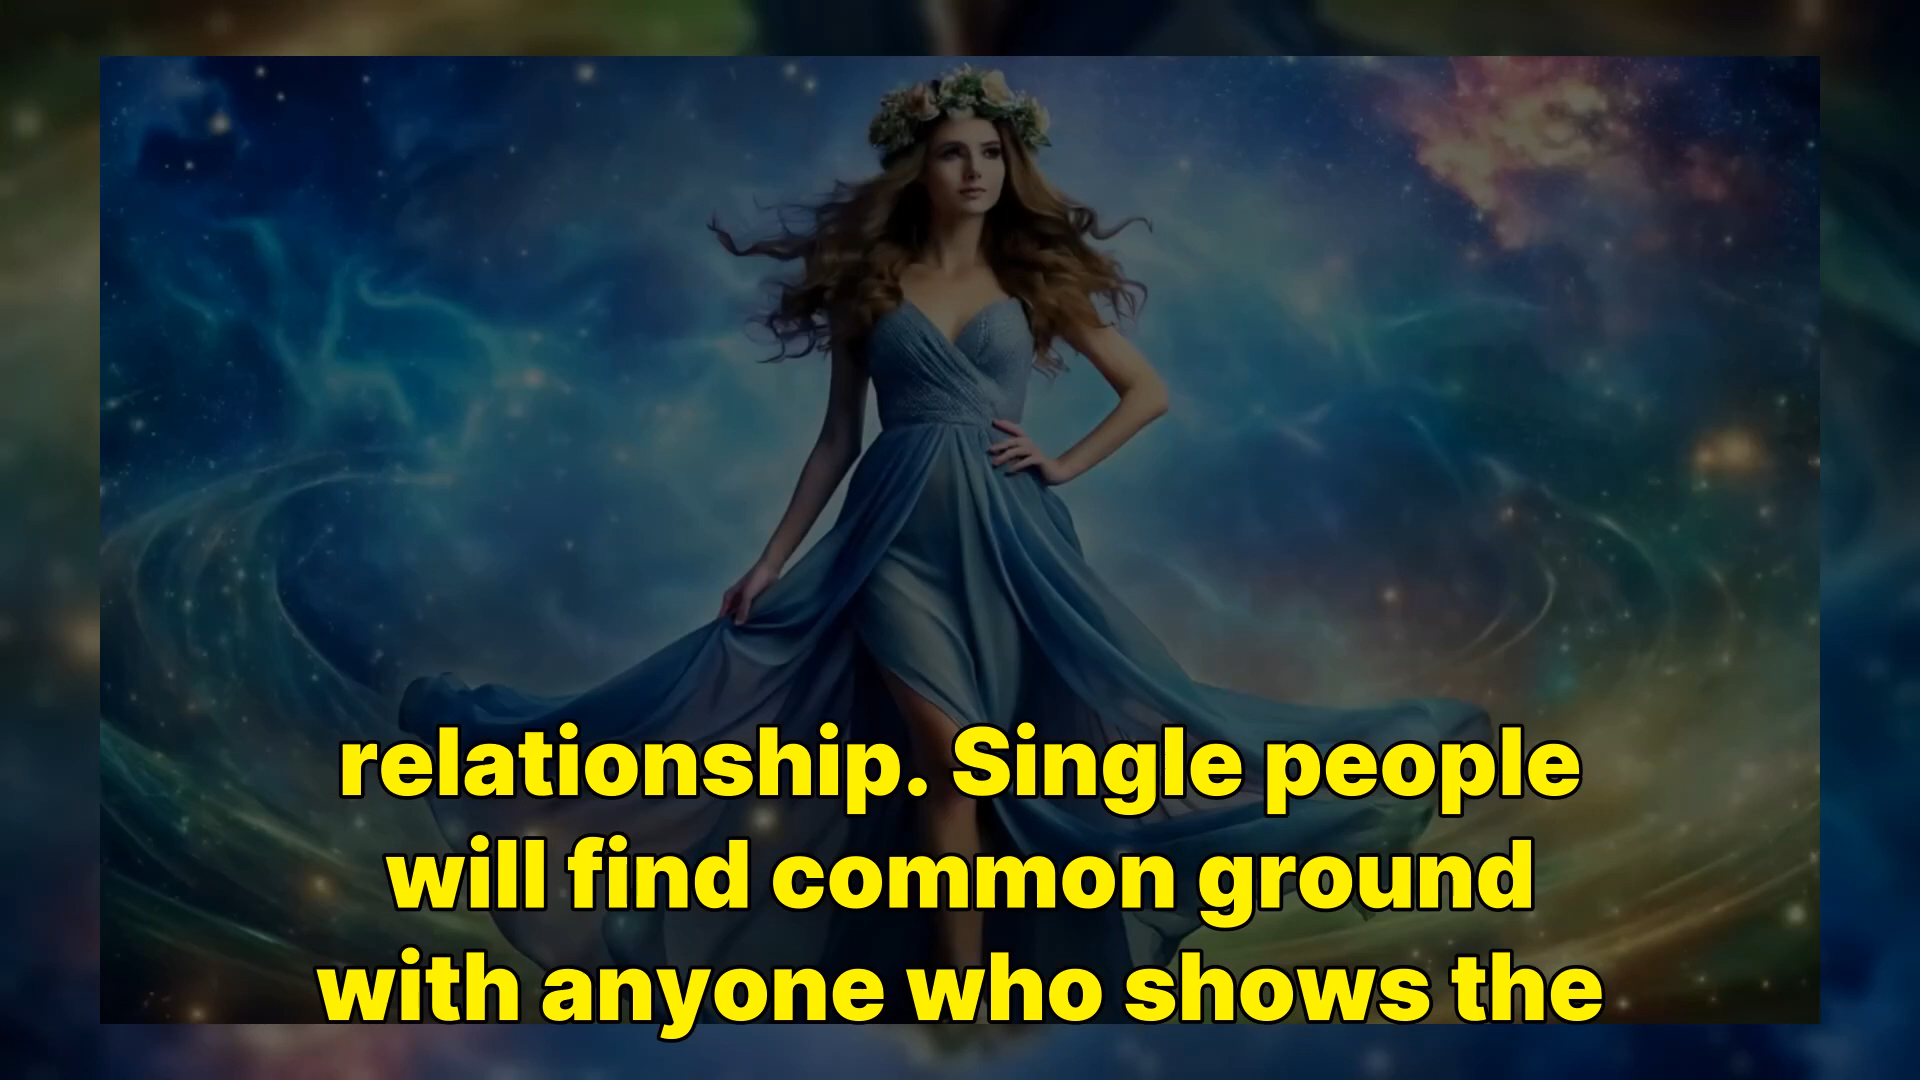 relationship. Single people
will find common ground
with anyone who shows the